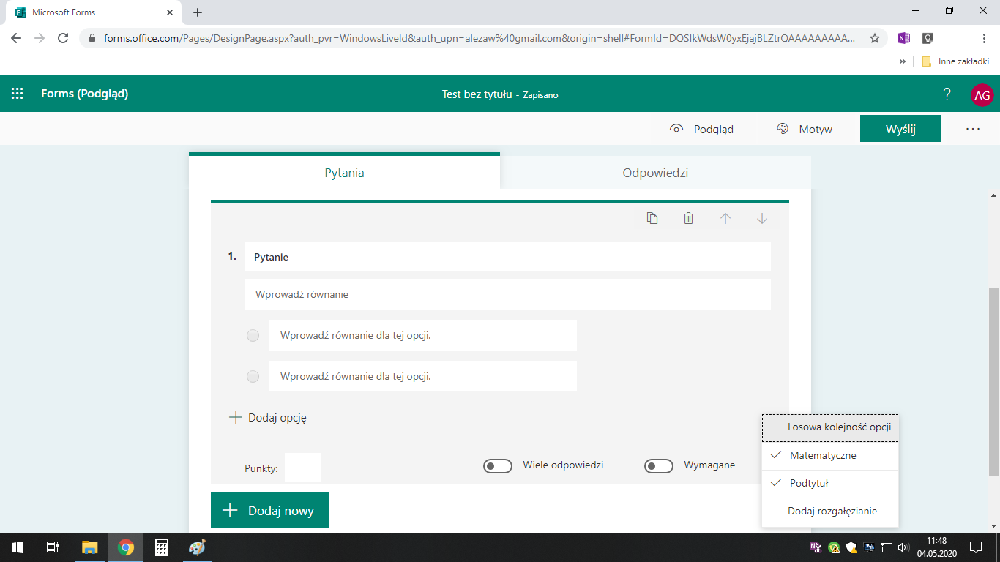 Microsoft Forms
forms.office.com/Pages/DesignPage.aspx?auth_pvr=WindowsLiveId&auth_upn=alezaw%40gmail.com&origin=shell#FormId=DQSIkWdsW0yxEjajBLZtrQAAAAAAAAAA...
» Inne zakładki
Forms (Podgląd)
Test bez tytułu - Zapisano
? AG
Podgląd
Motyw
Wyślij
...
Pytania
Odpowiedzi
1. Pytanie
Wprowadź równanie
Wprowadź równanie dla tej opcji.
Wprowadź równanie dla tej opcji.
Dodaj opcję
Punkty:
Wiele odpowiedzi
Wymagane
Losowa kolejność opcji
Matematyczne
Podtytuł
Dodaj rozgałęzianie
Dodaj nowy
11:48
04.05.2020